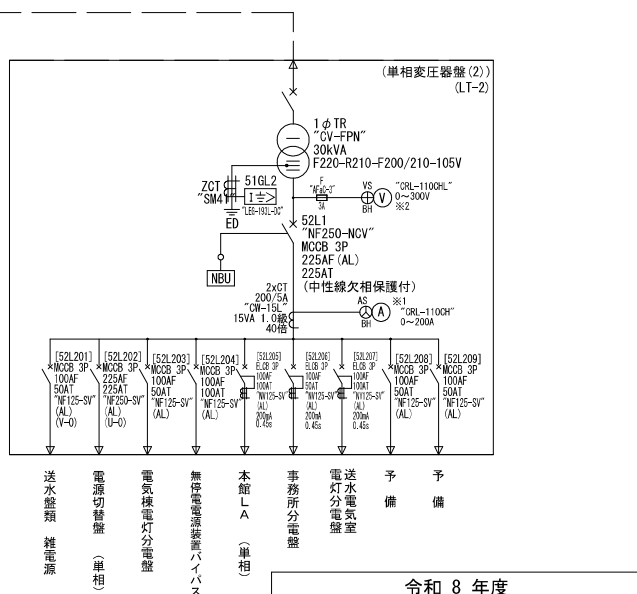 (単相変圧器盤(2))
(LT-2)
1φTR
"CV-FPN"
30kVA
F220-R210-F200/210-105V
ZCT
"SM41"
51GL2
I≑>
ED
F
3A
VS
BH
V
"CRL-110CHL"
0~300V
※2
52L1
"NF250-NCV"
MCCB 3P
225AF(AL)
225AT
(中性線欠相保護付)
NBU
2xCT
200/5A
"CW-15L"
15VA 1.0級
40倍
AS
BH
A
※1
"CRL-110CH"
0~200A
[52L201]
MCCB 3P
100AF
50AT
"NF125-SV"
(AL)
(V-0)
[52L202]
MCCB 3P
225AF
225AT
"NF250-SV"
(AL)
(U-0)
[52L203]
MCCB 3P
100AF
50AT
"NF125-SV"
(AL)
[52L204]
MCCB 3P
100AF
100AT
"NF125-SV"
(AL)
[52L205]
ELCB 3P
100AF
100AT
"NV125-SV"
(AL)
200mA
0.45s
[52L206]
ELCB 3P
100AF
50AT
"NV125-SV"
(AL)
200mA
0.45s
[52L207]
ELCB 3P
100AF
50AT
"NV125-SV"
(AL)
200mA
0.45s
[52L208]
MCCB 3P
100AF
50AT
"NF125-SV"
(AL)
[52L209]
MCCB 3P
100AF
50AT
"NF125-SV"
(AL)
送水盤類 雑電源
電源切替盤 (単相)
電気棟電灯分電盤
無停電電源装置バイパス
本館LA (単相)
事務所分電盤
送水電気室
電灯分電盤
予備
予備
令和 8 年度